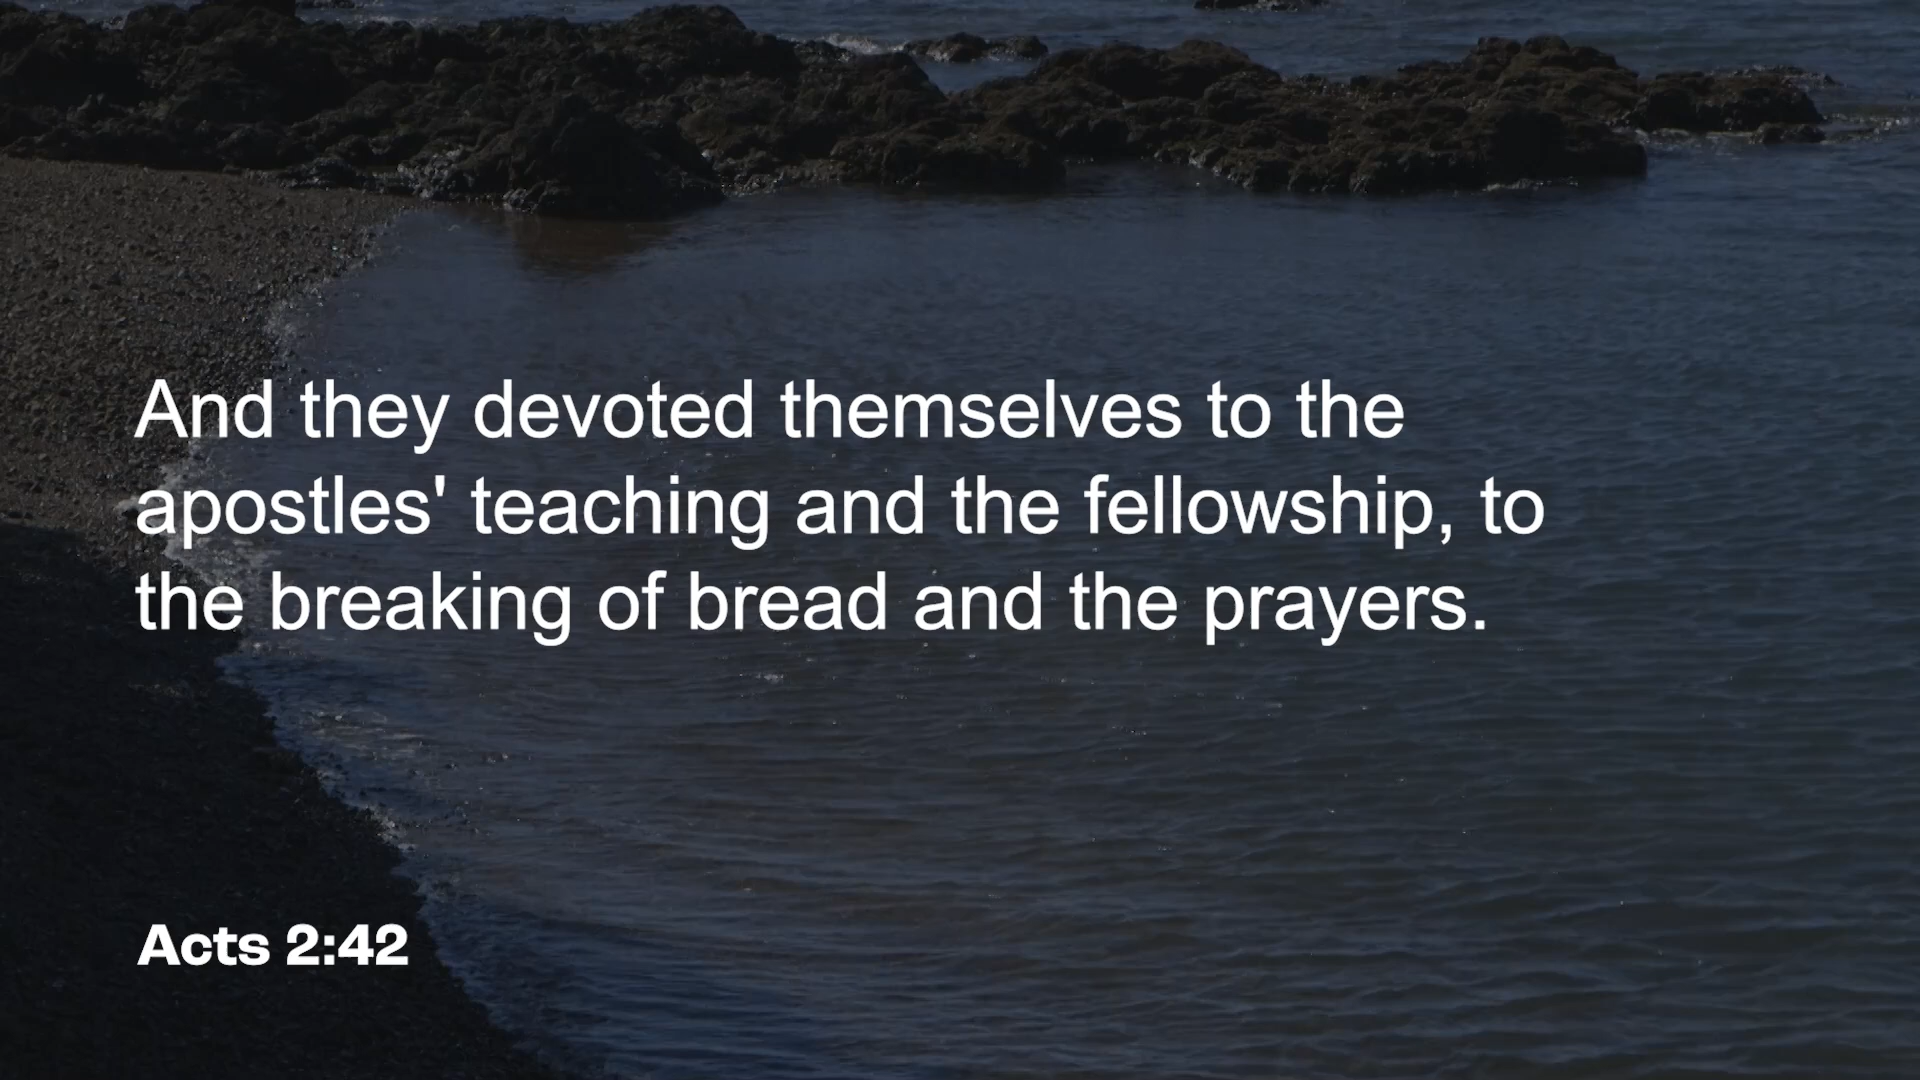 And they devoted themselves to the
apostles' teaching and the fellowship, to
the breaking of bread and the prayers.
Acts 2:42